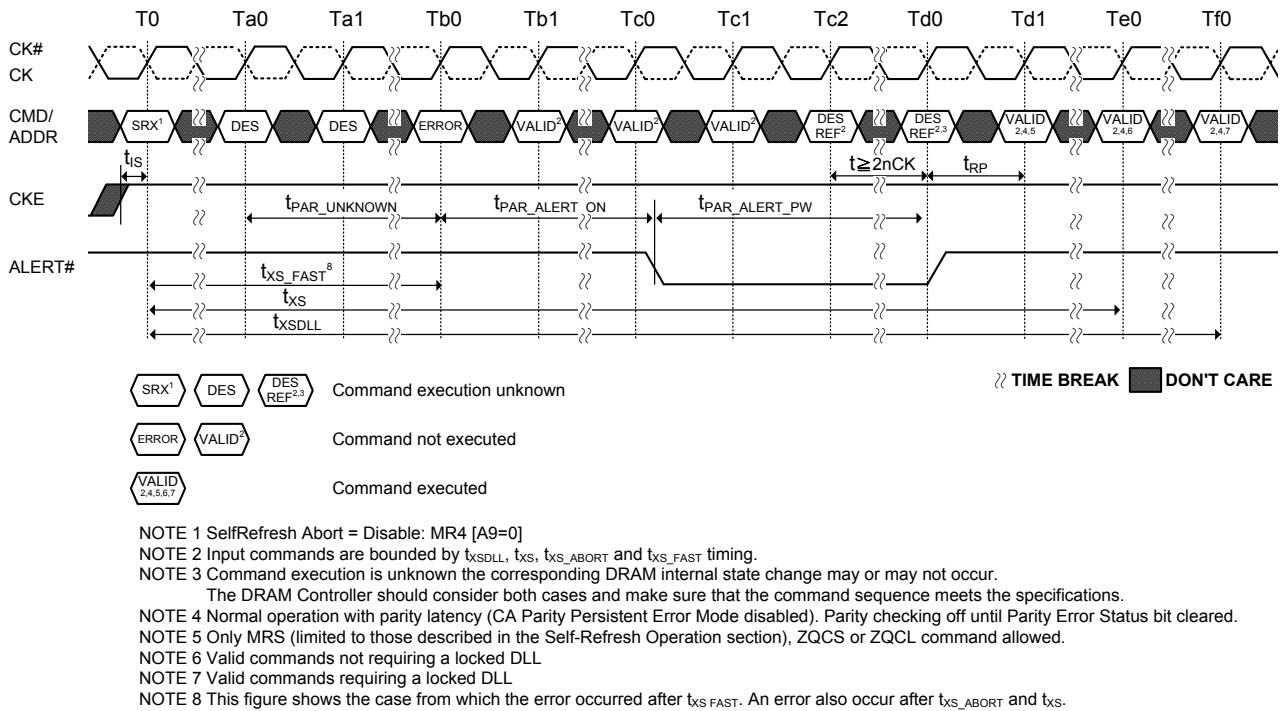 T0 Ta0 Ta1 Tb0 Tb1 Tc0 Tc1 Tc2 Td0 Td1 Te0 Tf0
CK#
CK
CMD/
ADDR
SRX1 DES DES ERROR VALID2 VALID2 VALID2 DES REF2 DES REF2,3 VALID 2,4,5 VALID 2,4,6 VALID 2,4,7
tIS t≧2nCK tRP
CKE
tPAR_UNKNOWN tPAR_ALERT_ON tPAR_ALERT_PW
ALERT#
tXS_FAST8
tXS
tXSDLL
SRX1 DES DES REF2,3 Command execution unknown
TIME BREAK DON'T CARE
ERROR VALID2 Command not executed
VALID 2,4,5,6,7 Command executed
NOTE 1 SelfRefresh Abort = Disable: MR4 [A9=0]
NOTE 2 Input commands are bounded by tXSDLL, tXS, tXS_ABORT and tXS_FAST timing.
NOTE 3 Command execution is unknown the corresponding DRAM internal state change may or may not occur.
The DRAM Controller should consider both cases and make sure that the command sequence meets the specifications.
NOTE 4 Normal operation with parity latency (CA Parity Persistent Error Mode disabled). Parity checking off until Parity Error Status bit cleared.
NOTE 5 Only MRS (limited to those described in the Self-Refresh Operation section), ZQCS or ZQCL command allowed.
NOTE 6 Valid commands not requiring a locked DLL
NOTE 7 Valid commands requiring a locked DLL
NOTE 8 This figure shows the case from which the error occurred after tXS FAST. An error also occur after tXS_ABORT and tXS.